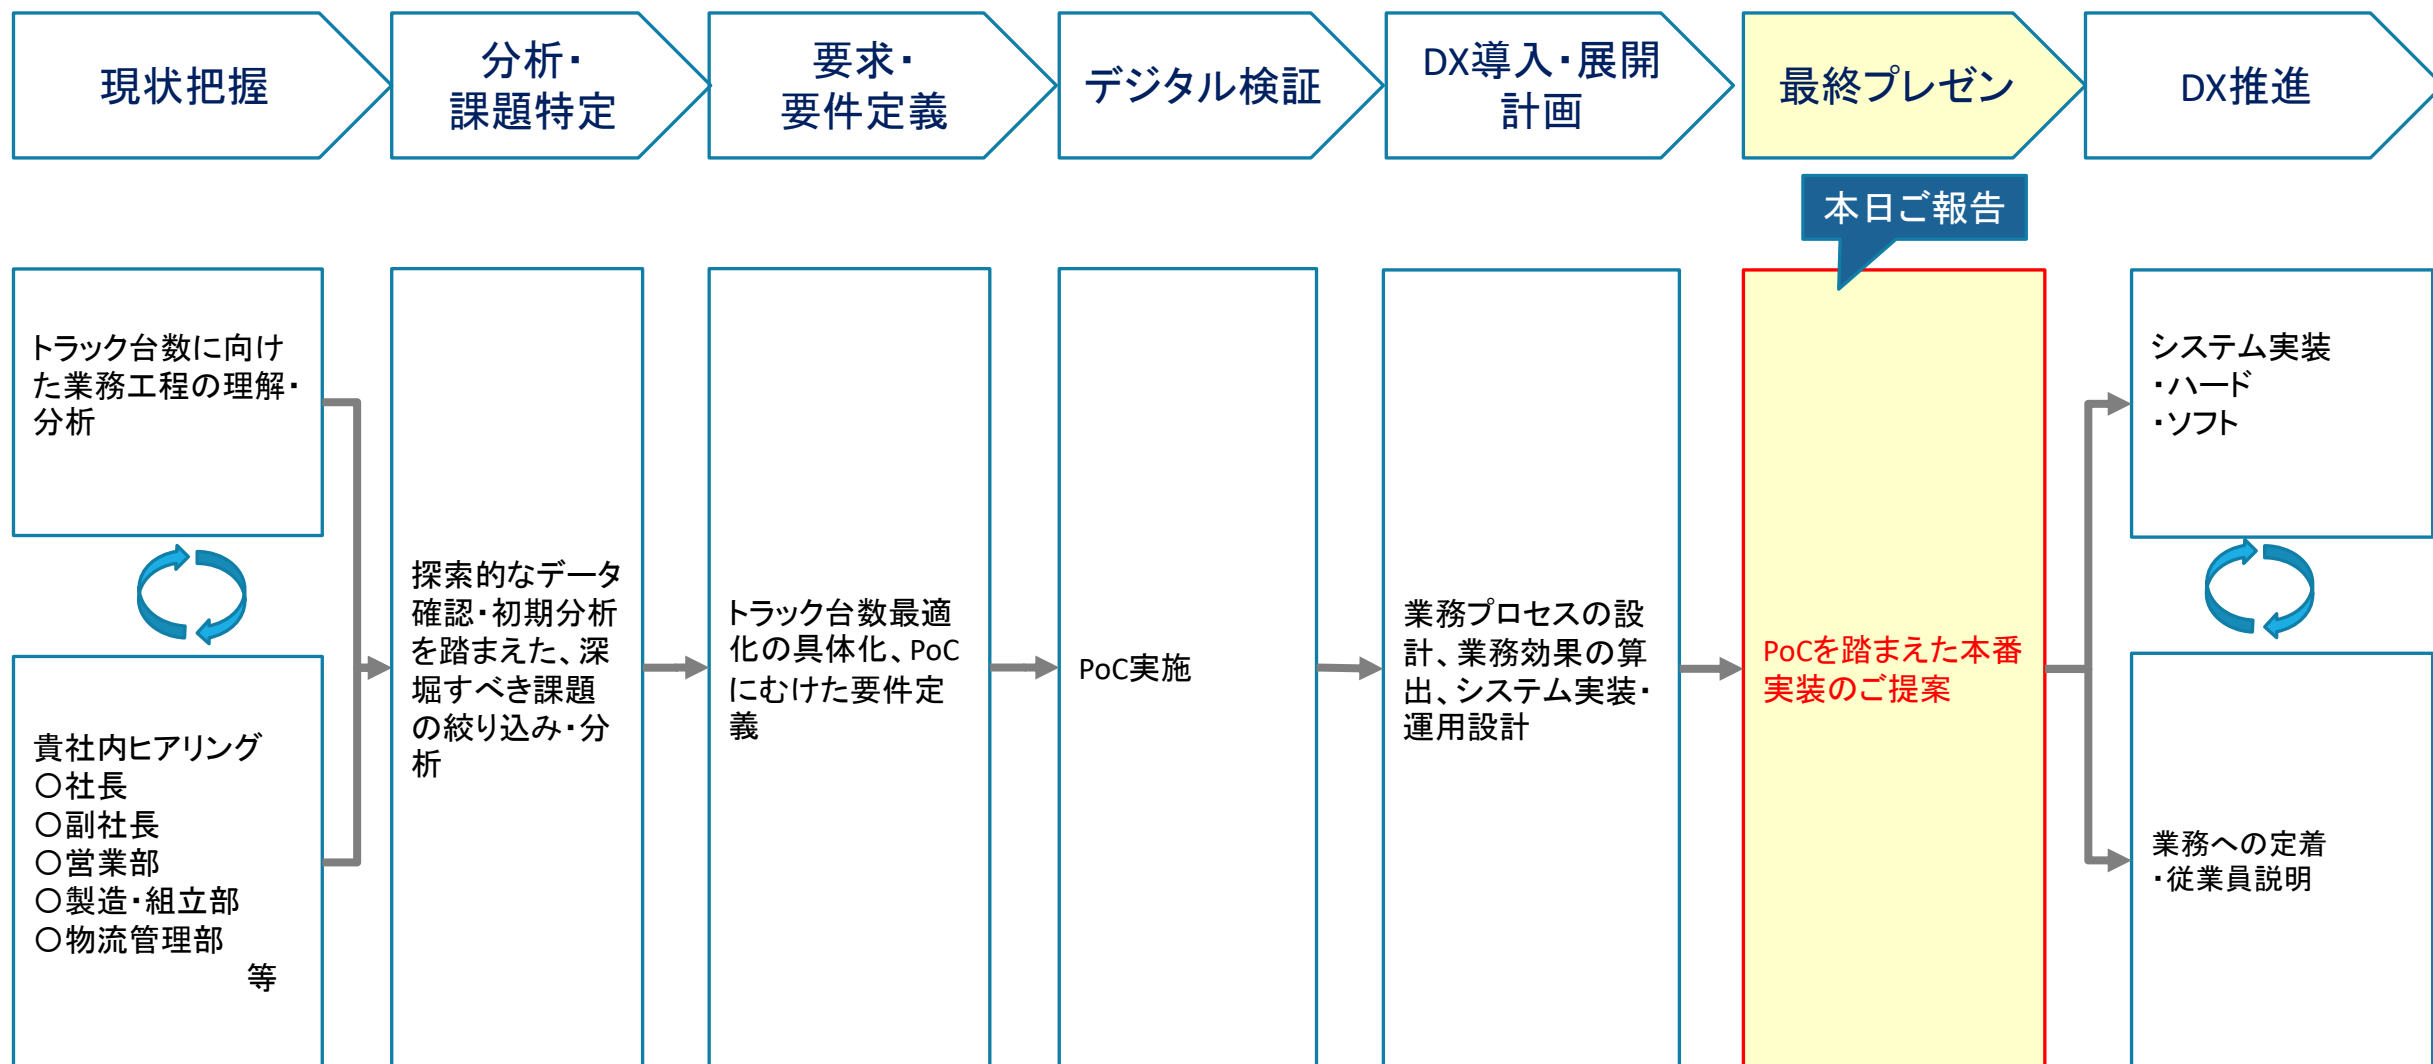 現状把握
分析・
課題特定
要求・
要件定義
デジタル検証
DX導入・展開
計画
最終プレゼン
DX推進
本日ご報告
トラック台数に向け
た業務工程の理解・
分析
貴社内ヒアリング
○社長
○副社長
○営業部
○製造・組立部
○物流管理部
等
探索的なデータ
確認・初期分析
を踏まえた、深
堀すべき課題
の絞り込み・分
析
トラック台数最適
化の具体化、PoC
にむけた要件定
義
PoC実施
業務プロセスの設
計、業務効果の算
出、システム実装・
運用設計
PoCを踏まえた本番
実装のご提案
システム実装
・ハード
・ソフト
業務への定着
・従業員説明